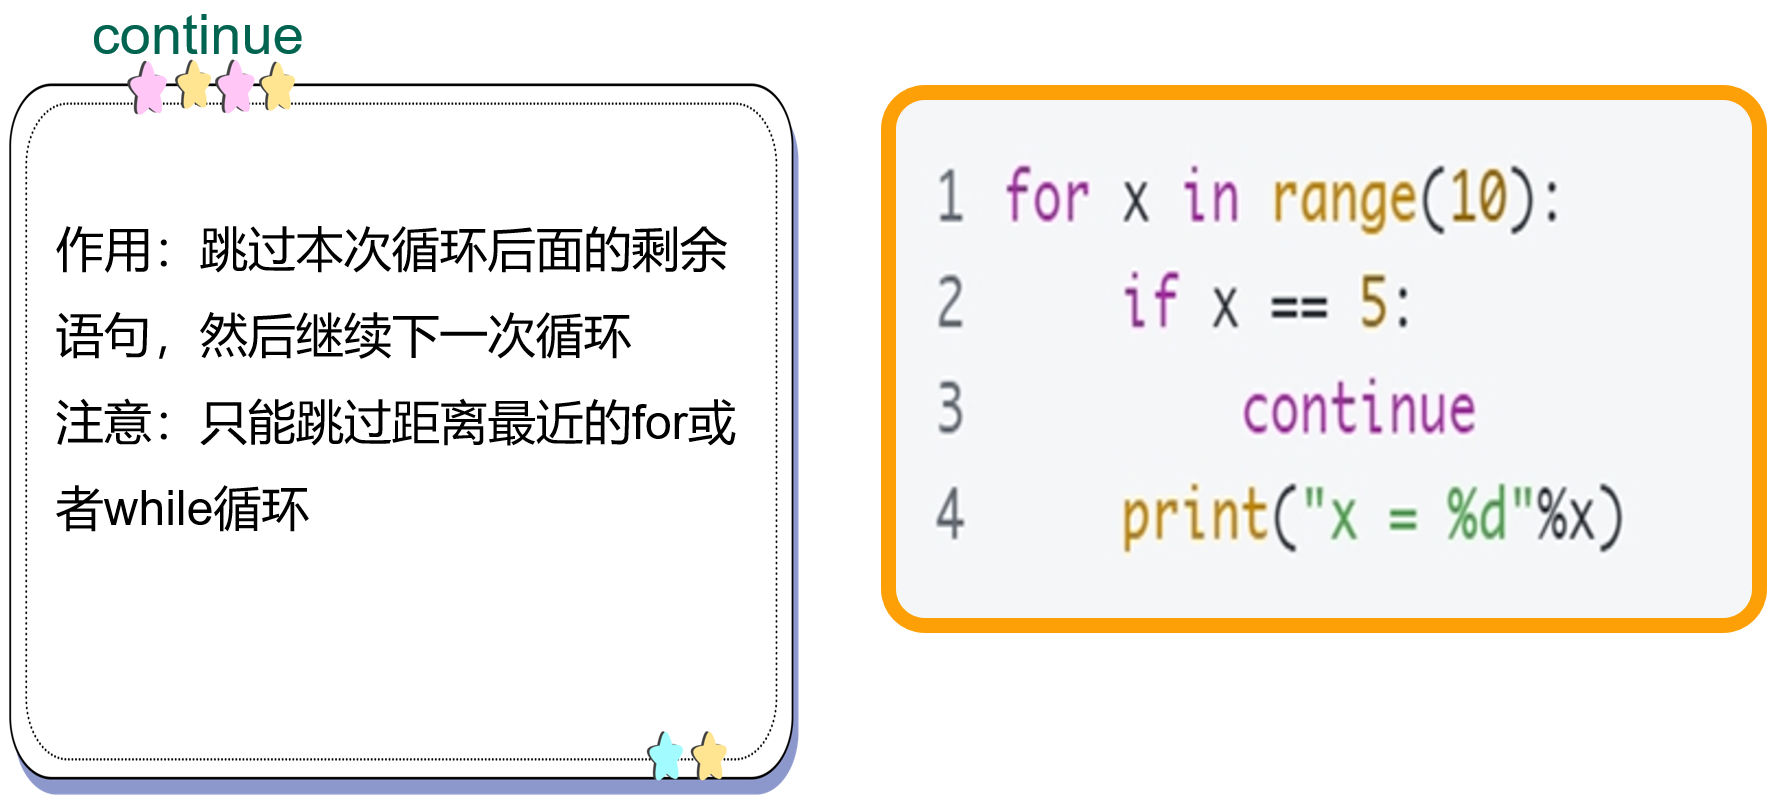 continue
作用：跳过本次循环后面的剩余
语句，然后继续下一次循环
注意：只能跳过距离最近的for或
者while循环
1 for x in range(10):
2     if x == 5:
3         continue
4     print("x = %d"%x)